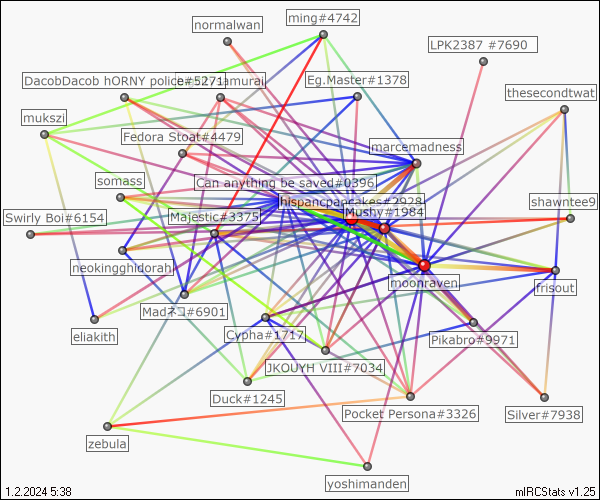 ming#4742
normalwan
LPK2387 #7690
DacobDacob hORNY police#5271
amurai
Eg.Master#1378
thesecondtwat
mukszi
Fedora Stoat#4479
marcemadness
somass
Can anything be saved#0396
hispancpancakes#2928
shawntee9
Swirly Boi#6154
Majestic#3375
Mushy#1984
neokingghidorah
moonraven
frisout
Madネコ#6901
eliakith
Cypha#1717
Pikabro#9971
JKOUYH VIII#7034
Duck#1245
Pocket Persona#3326
Silver#7938
zebula
yoshimanden
1.2.2024 5:38
mIRCStats v1.25